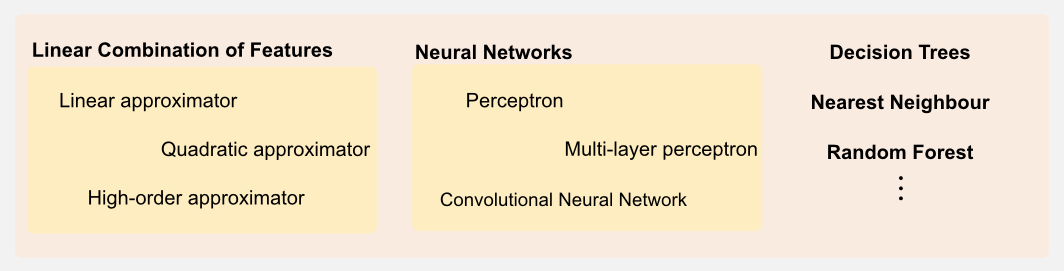 Linear Combination of Features
Linear approximator
Quadratic approximator
High-order approximator
Neural Networks
Perceptron
Multi-layer perceptron
Convolutional Neural Network
Decision Trees
Nearest Neighbour
Random Forest
⋮